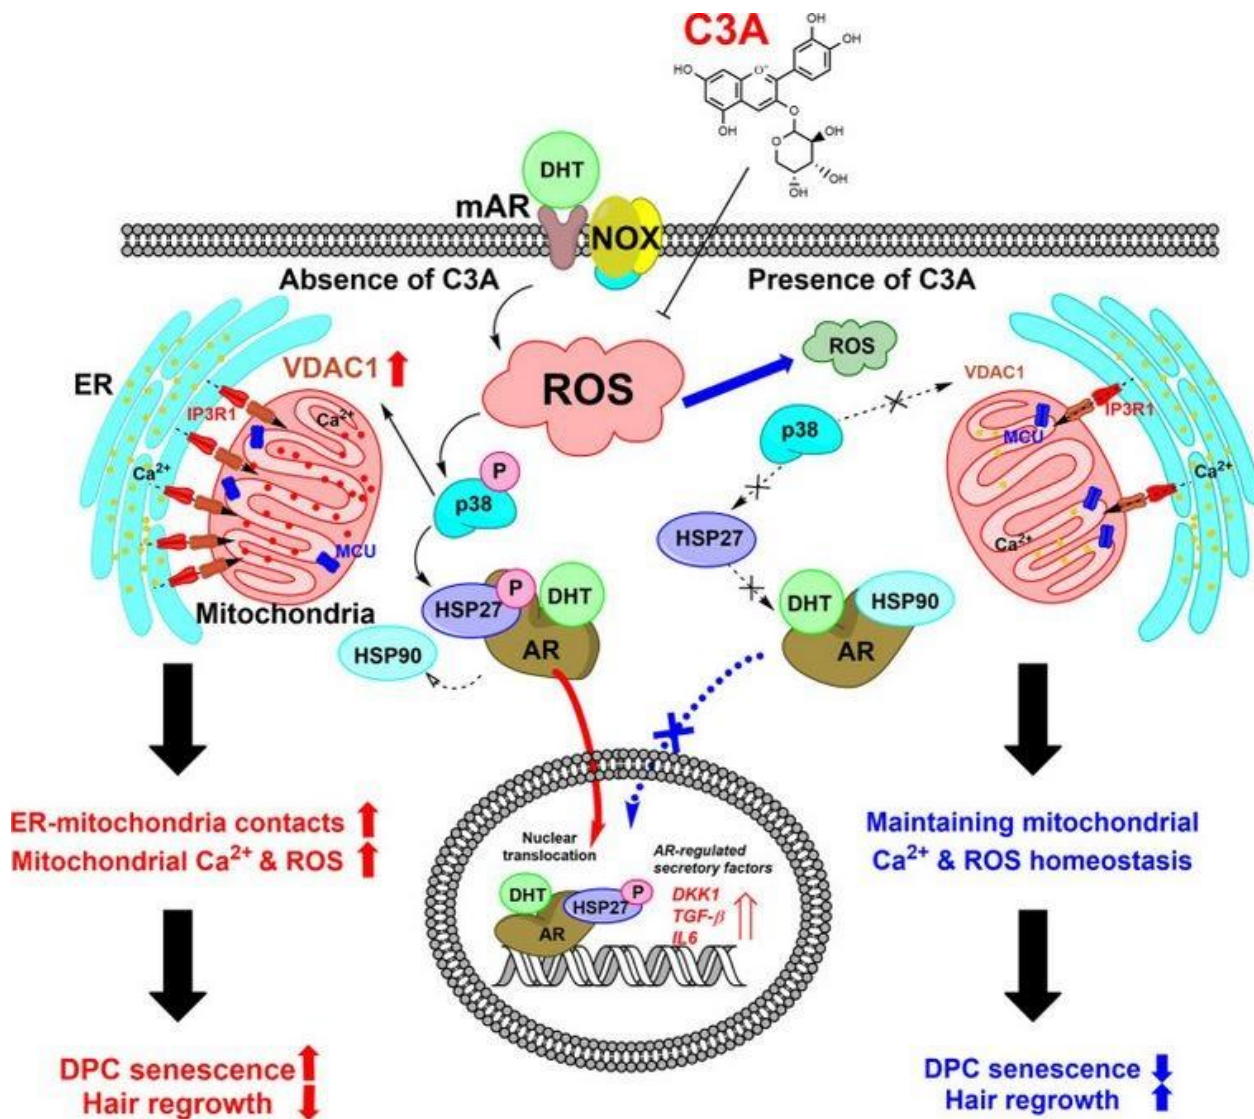 C3A
OH
OH
HO
O⁺
O
OH
O
OH
OH
OH
DHT
mAR
NOX
Absence of C3A
Presence of C3A
ER
VDAC1
IP3R1
Ca²⁺
Ca²⁺
MCU
Mitochondria
ROS
ROS
P
p38
p38
VDAC1
IP3R1
MCU
Ca²⁺
Ca²⁺
HSP27
P
HSP27
DHT
AR
HSP90
DHT
HSP90
AR
ER-mitochondria contacts
Mitochondrial Ca²⁺ & ROS
Maintaining mitochondrial
Ca²⁺ & ROS homeostasis
Nuclear
translocation
AR-regulated
secretory factors
DHT
HSP27
P
AR
DKK1
TGF-β
IL6
DPC senescence
Hair regrowth
DPC senescence
Hair regrowth